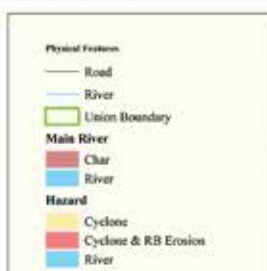 Physical Features
Road
River
Union Boundary
Main River
Char
River
Hazard
Cyclone
Cyclone & RB Erosion
River